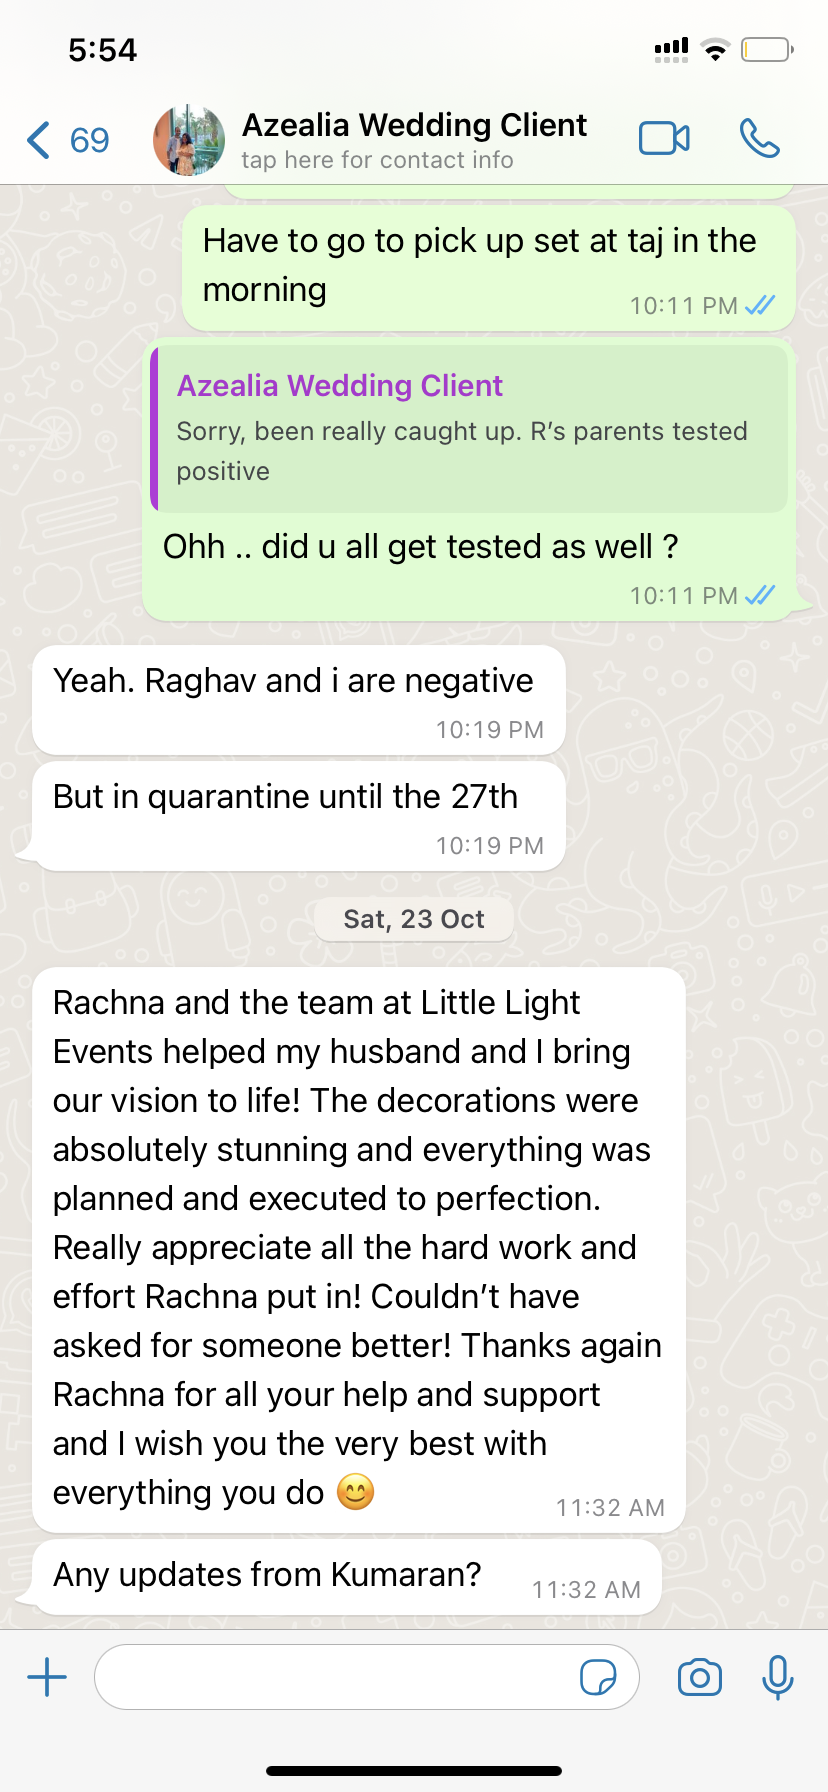 5:54
69
Azealia Wedding Client
tap here for contact info
Have to go to pick up set at taj in the
morning
10:11 PM
Azealia Wedding Client
Sorry, been really caught up. R’s parents tested
positive
Ohh .. did u all get tested as well ?
10:11 PM
Yeah. Raghav and i are negative
10:19 PM
But in quarantine until the 27th
10:19 PM
Sat, 23 Oct
Rachna and the team at Little Light
Events helped my husband and I bring
our vision to life! The decorations were
absolutely stunning and everything was
planned and executed to perfection.
Really appreciate all the hard work and
effort Rachna put in! Couldn’t have
asked for someone better! Thanks again
Rachna for all your help and support
and I wish you the very best with
everything you do 😊
11:32 AM
Any updates from Kumaran?
11:32 AM